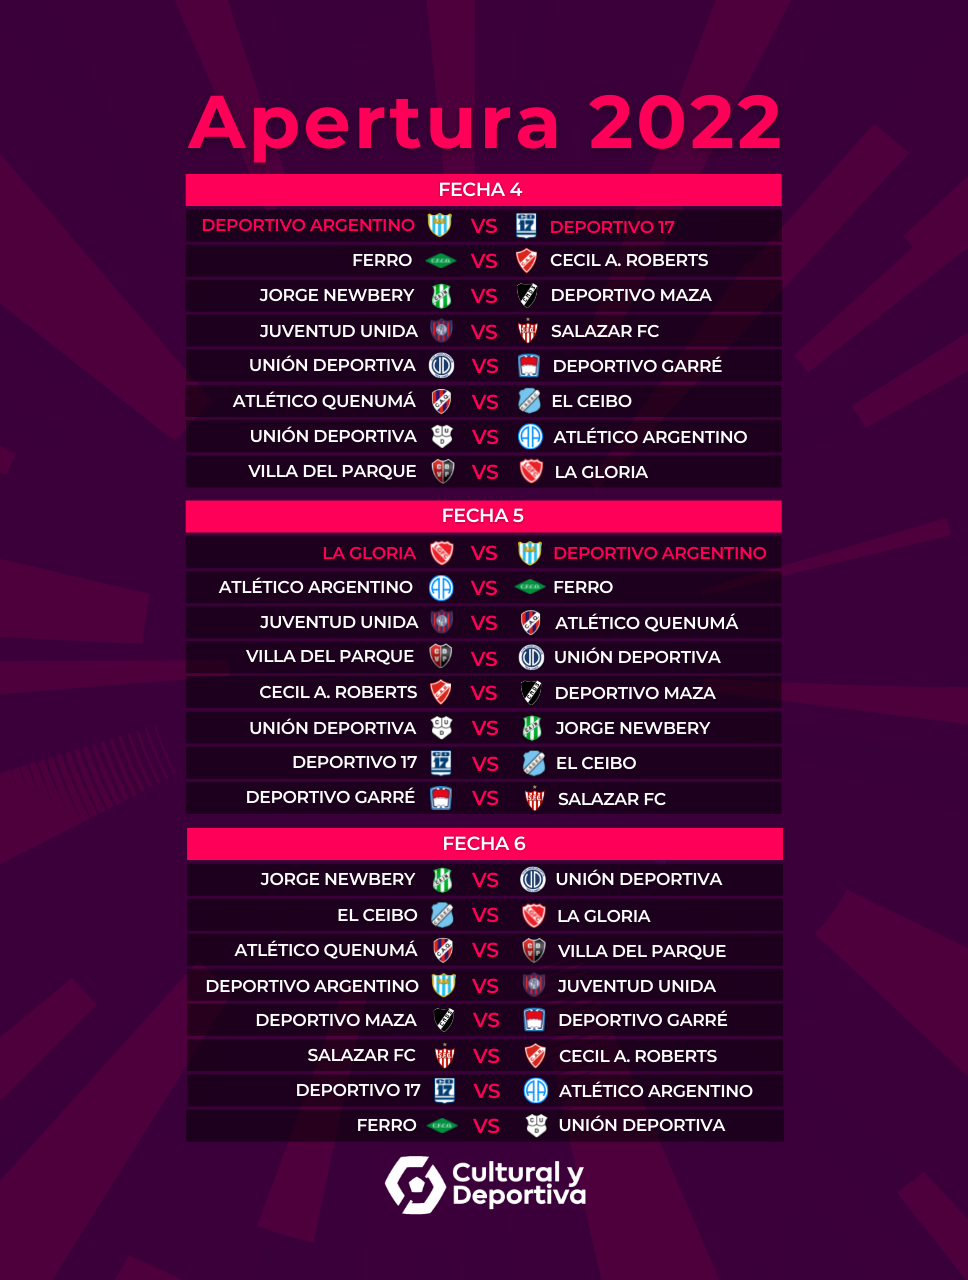 Apertura 2022
FECHA 4
DEPORTIVO ARGENTINO VS DEPORTIVO 17
FERRO VS CECIL A. ROBERTS
JORGE NEWBERY VS DEPORTIVO MAZA
JUVENTUD UNIDA VS SALAZAR FC
UNIÓN DEPORTIVA VS DEPORTIVO GARRÉ
ATLÉTICO QUENUMÁ VS EL CEIBO
UNIÓN DEPORTIVA VS ATLÉTICO ARGENTINO
VILLA DEL PARQUE VS LA GLORIA
FECHA 5
LA GLORIA VS DEPORTIVO ARGENTINO
ATLÉTICO ARGENTINO VS FERRO
JUVENTUD UNIDA VS ATLÉTICO QUENUMÁ
VILLA DEL PARQUE VS UNIÓN DEPORTIVA
CECIL A. ROBERTS VS DEPORTIVO MAZA
UNIÓN DEPORTIVA VS JORGE NEWBERY
DEPORTIVO 17 VS EL CEIBO
DEPORTIVO GARRÉ VS SALAZAR FC
FECHA 6
JORGE NEWBERY VS UNIÓN DEPORTIVA
EL CEIBO VS LA GLORIA
ATLÉTICO QUENUMÁ VS VILLA DEL PARQUE
DEPORTIVO ARGENTINO VS JUVENTUD UNIDA
DEPORTIVO MAZA VS DEPORTIVO GARRÉ
SALAZAR FC VS CECIL A. ROBERTS
DEPORTIVO 17 VS ATLÉTICO ARGENTINO
FERRO VS UNIÓN DEPORTIVA
Cultural y
Deportiva